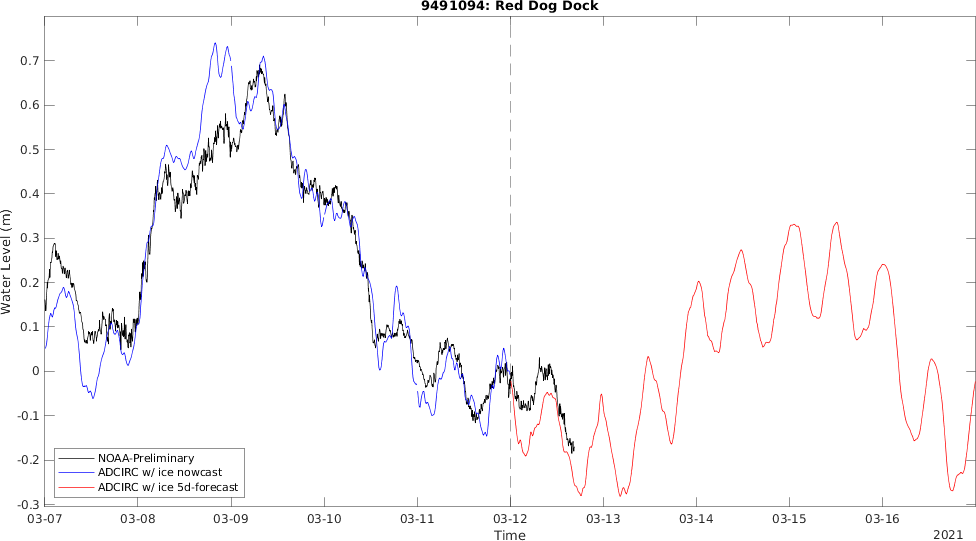 9491094: Red Dog Dock
Water Level (m)
0.7
0.6
0.5
0.4
0.3
0.2
0.1
0
-0.1
-0.2
-0.3
NOAA-Preliminary
ADCIRC w/ ice nowcast
ADCIRC w/ ice 5d-forecast
03-07 03-08 03-09 03-10 03-11 03-12 03-13 03-14 03-15 03-16
Time
2021